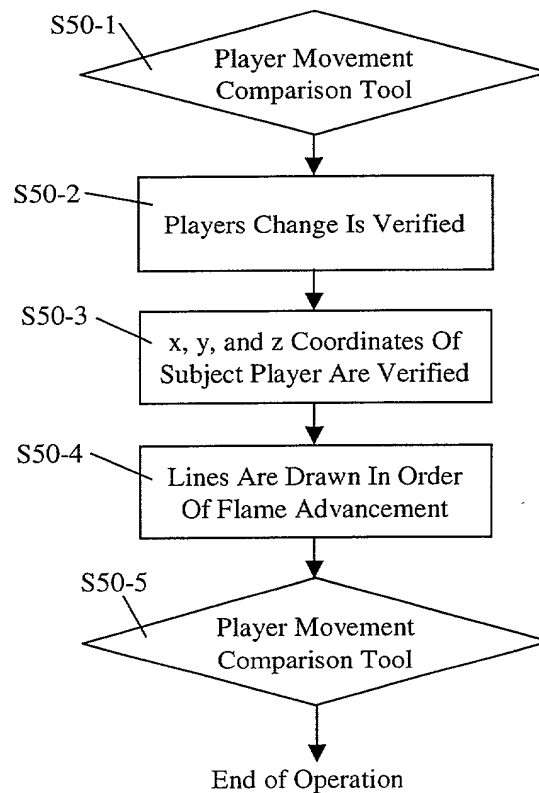 S50-1
Player Movement
Comparison Tool
S50-2
Players Change Is Verified
S50-3
x, y, and z Coordinates Of
Subject Player Are Verified
S50-4
Lines Are Drawn In Order
Of Flame Advancement
S50-5
Player Movement
Comparison Tool
End of Operation